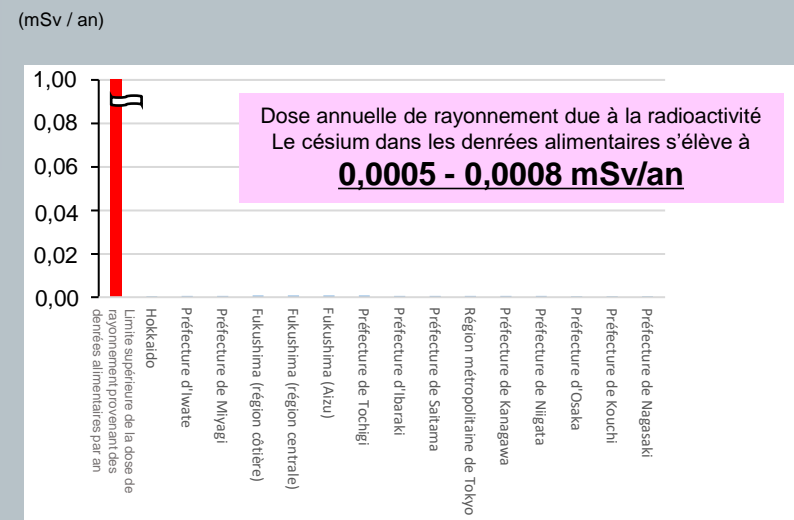 (mSv / an)
1,00
0,08
0,06
0,04
0,02
0,00
Dose annuelle de rayonnement due à la radioactivité
Le césium dans les denrées alimentaires s’élève à
0,0005 - 0,0008 mSv/an
Limite supérieure de la dose de
rayonnement provenant des
denrées alimentaires par an
Hokkaido
Préfecture d'Iwate
Préfecture de Miyagi
Fukushima (région côtière)
Fukushima (région centrale)
Fukushima (Aizu)
Préfecture de Tochigi
Préfecture d'Ibaraki
Préfecture de Saitama
Région métropolitaine de Tokyo
Préfecture de Kanagawa
Préfecture de Niigata
Préfecture d'Osaka
Préfecture de Kouchi
Préfecture de Nagasaki